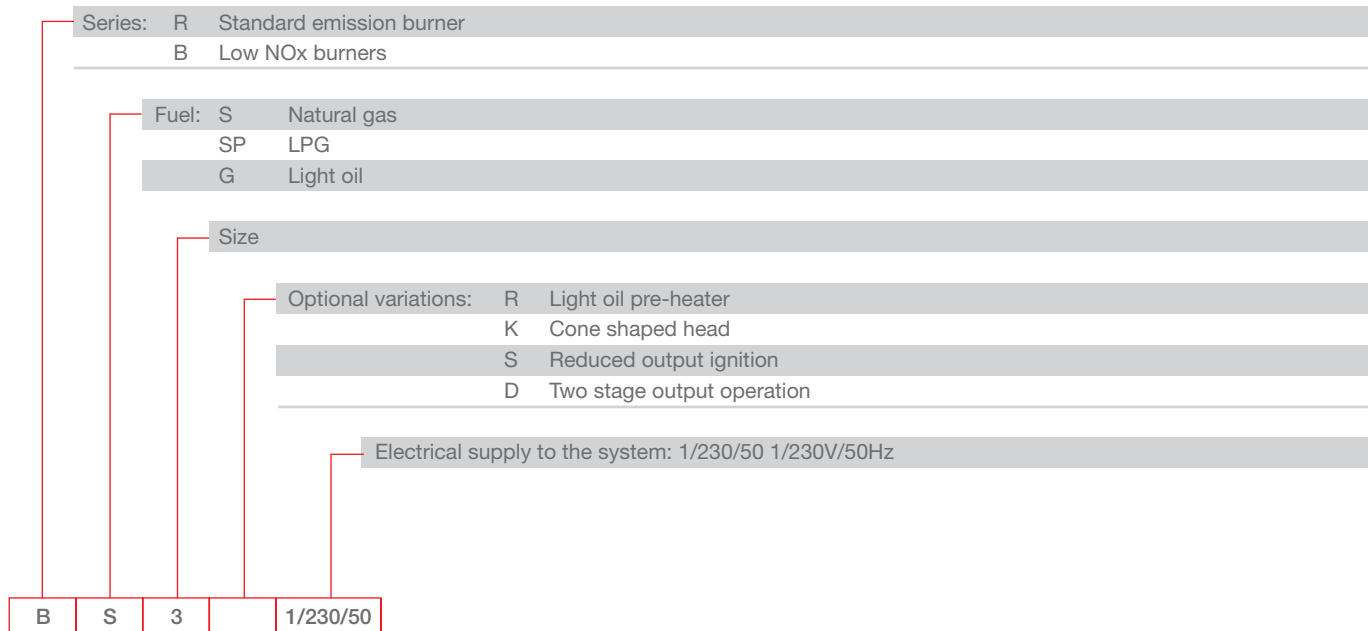 Series: R Standard emission burner
B Low NOx burners
Fuel: S Natural gas
SP LPG
G Light oil
Size
Optional variations: R Light oil pre-heater
K Cone shaped head
S Reduced output ignition
D Two stage output operation
Electrical supply to the system: 1/230/50 1/230V/50Hz
B S 3 1/230/50